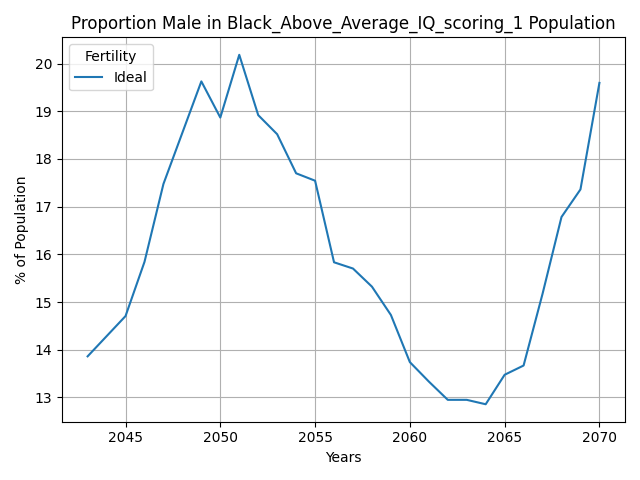 Proportion Male in Black_Above_Average_IQ_scoring_1 Population
Fertility
Ideal
20
19
18
17
16
15
14
13
% of Population
2045 2050 2055 2060 2065 2070
Years